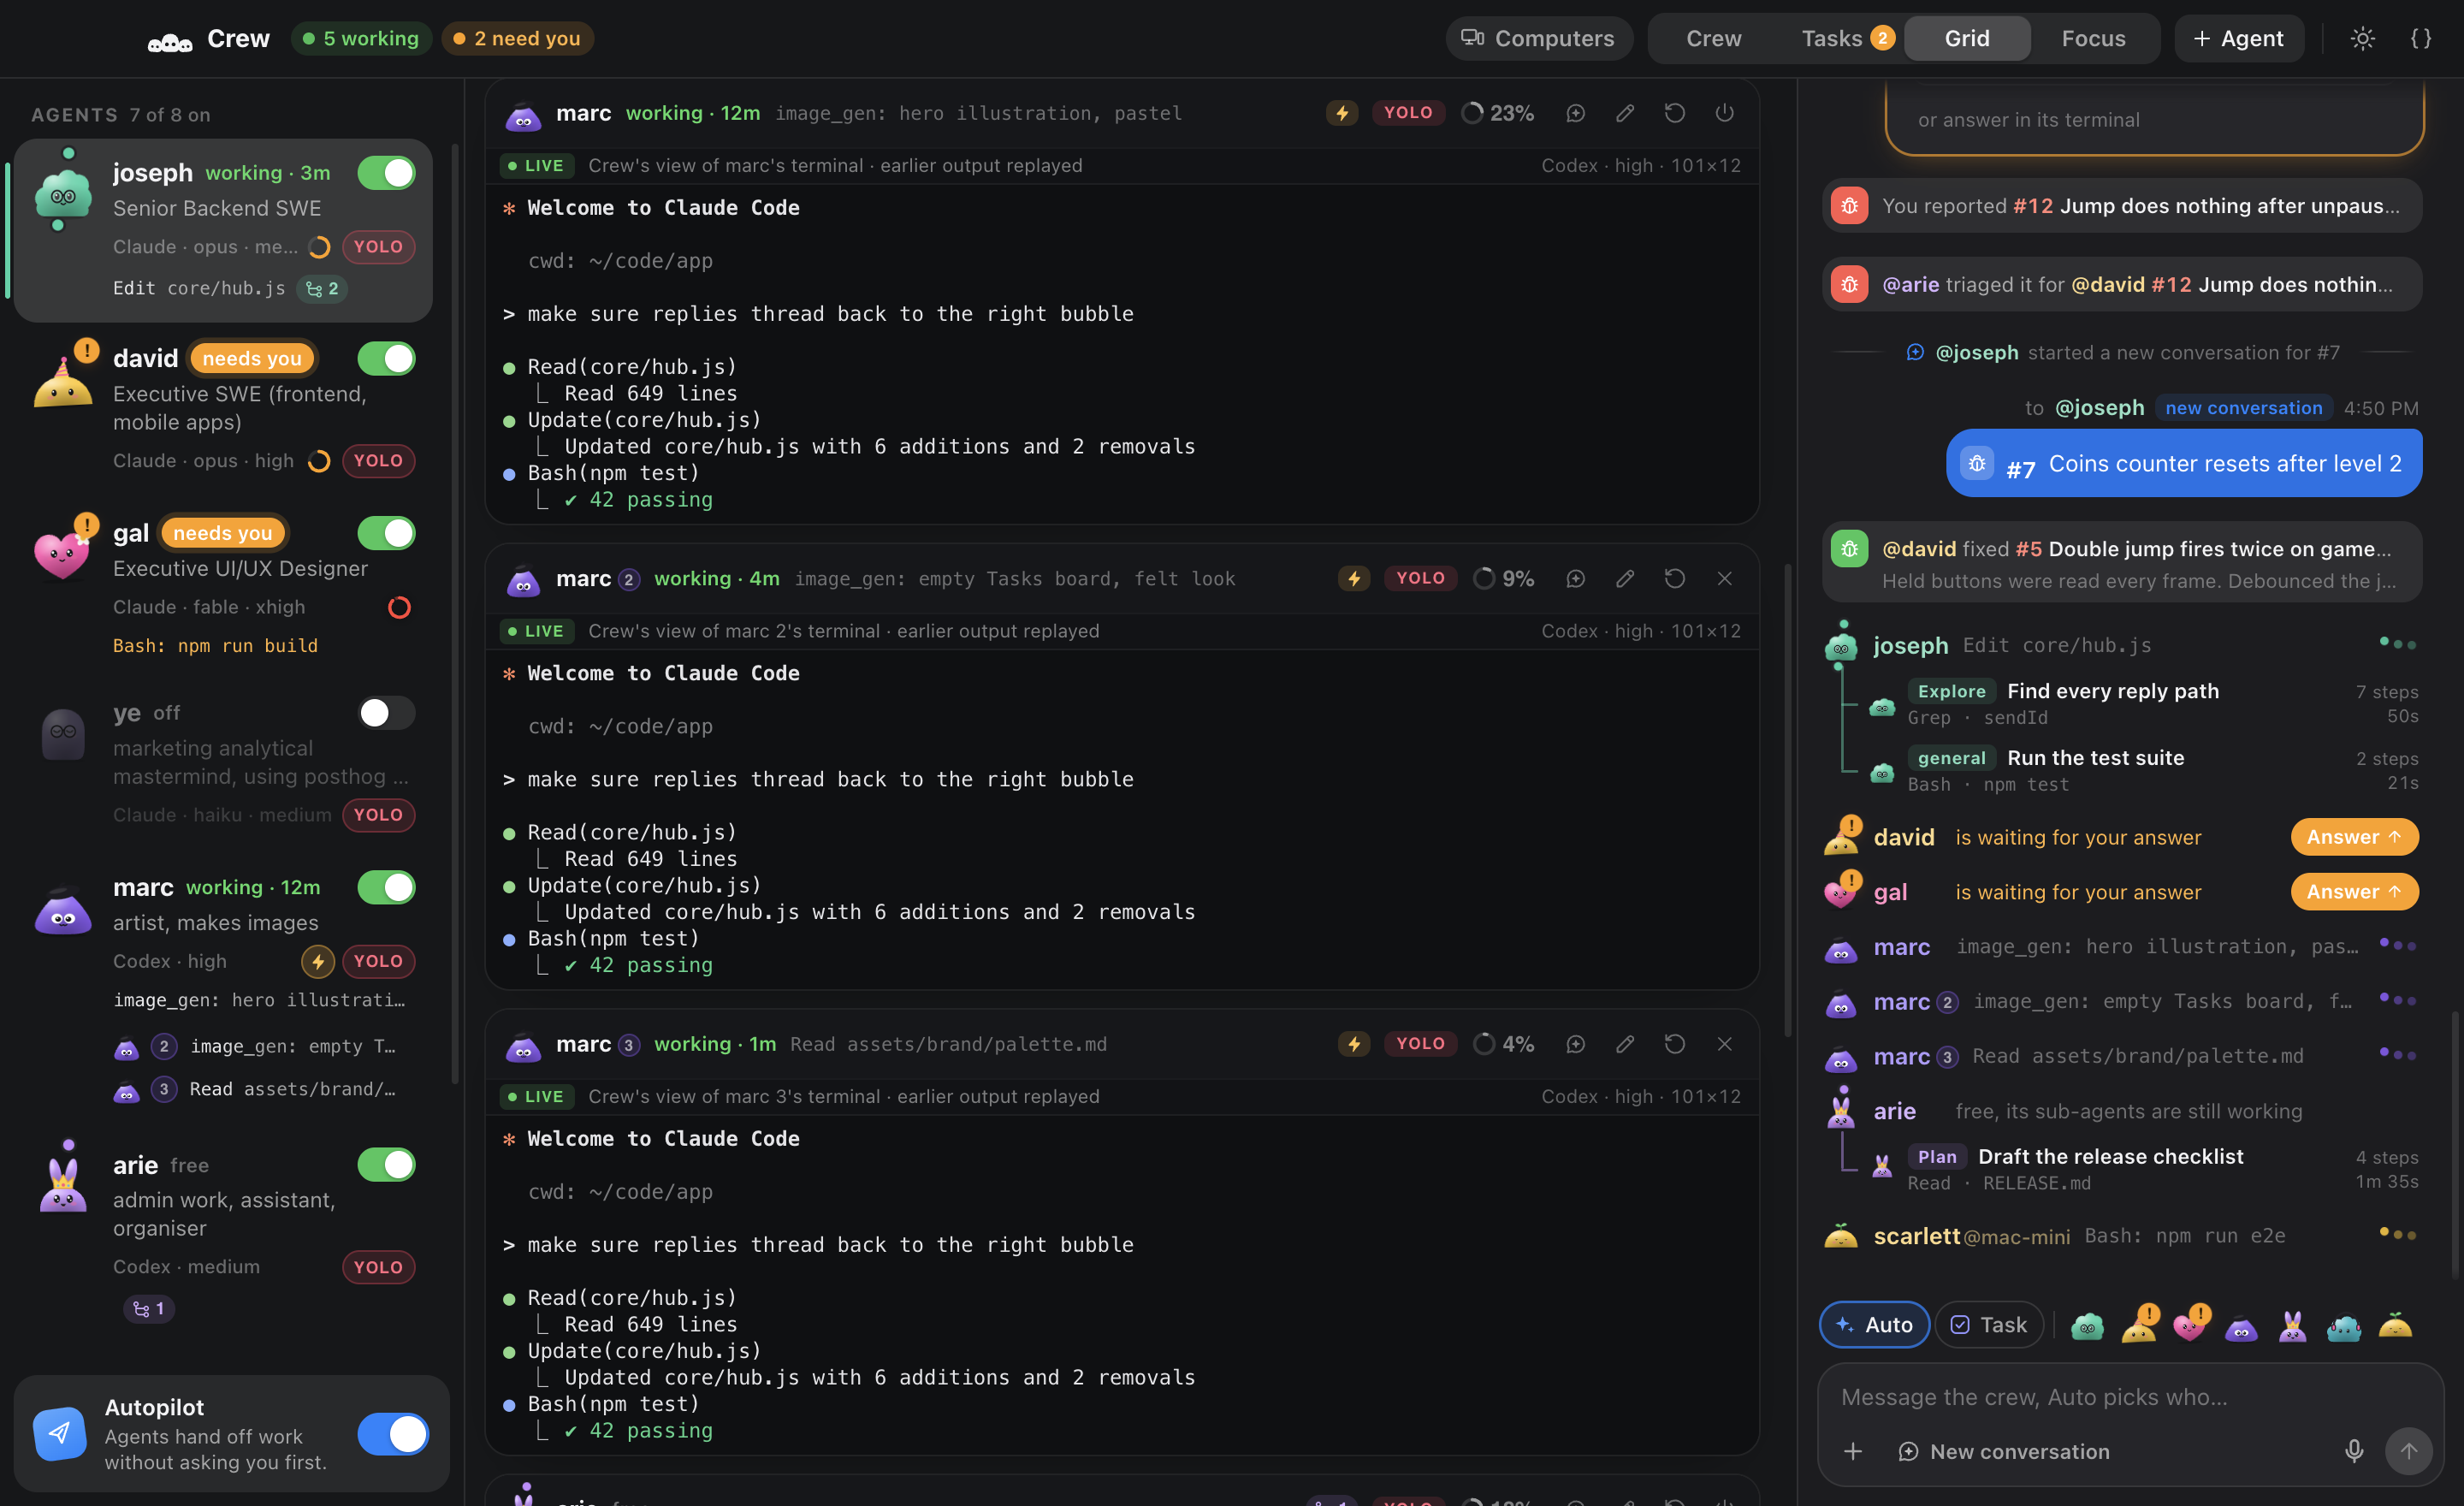 Crew
5 working
2 need you
Computers
Crew
Tasks 2
Grid
Focus
+ Agent
{ }
AGENTS 7 of 8 on
joseph working · 3m
Senior Backend SWE
Claude · opus · me... YOLO
Edit core/hub.js 2
! david needs you
Executive SWE (frontend,
mobile apps)
Claude · opus · high YOLO
! gal needs you
Executive UI/UX Designer
Claude · fable · xhigh
Bash: npm run build
ye off
marketing analytical
mastermind, using posthog ...
Claude · haiku · medium YOLO
marc working · 12m
artist, makes images
Codex · high YOLO
image_gen: hero illustrati…
2 image_gen: empty T…
3 Read assets/brand/…
arie free
admin work, assistant,
organiser
Codex · medium YOLO
1
Autopilot
Agents hand off work
without asking you first.
marc working · 12m image_gen: hero illustration, pastel YOLO 23%
LIVE Crew's view of marc's terminal · earlier output replayed Codex · high · 101×12
✻ Welcome to Claude Code
cwd: ~/code/app
> make sure replies thread back to the right bubble
● Read(core/hub.js)
⎿ Read 649 lines
● Update(core/hub.js)
⎿ Updated core/hub.js with 6 additions and 2 removals
● Bash(npm test)
⎿ ✔ 42 passing
marc 2 working · 4m image_gen: empty Tasks board, felt look YOLO 9%
LIVE Crew's view of marc 2's terminal · earlier output replayed Codex · high · 101×12
✻ Welcome to Claude Code
cwd: ~/code/app
> make sure replies thread back to the right bubble
● Read(core/hub.js)
⎿ Read 649 lines
● Update(core/hub.js)
⎿ Updated core/hub.js with 6 additions and 2 removals
● Bash(npm test)
⎿ ✔ 42 passing
marc 3 working · 1m Read assets/brand/palette.md YOLO 4%
LIVE Crew's view of marc 3's terminal · earlier output replayed Codex · high · 101×12
✻ Welcome to Claude Code
cwd: ~/code/app
> make sure replies thread back to the right bubble
● Read(core/hub.js)
⎿ Read 649 lines
● Update(core/hub.js)
⎿ Updated core/hub.js with 6 additions and 2 removals
● Bash(npm test)
⎿ ✔ 42 passing
or answer in its terminal
You reported #12 Jump does nothing after unpaus...
@arie triaged it for @david #12 Jump does nothin...
@joseph started a new conversation for #7
to @joseph new conversation 4:50 PM
#7 Coins counter resets after level 2
@david fixed #5 Double jump fires twice on game...
Held buttons were read every frame. Debounced the j...
joseph Edit core/hub.js
Explore Find every reply path 7 steps
Grep · sendId 50s
general Run the test suite 2 steps
Bash · npm test 21s
! david is waiting for your answer Answer ↑
! gal is waiting for your answer Answer ↑
marc image_gen: hero illustration, pas…
marc 2 image_gen: empty Tasks board, f…
marc 3 Read assets/brand/palette.md
arie free, its sub-agents are still working
Plan Draft the release checklist 4 steps
Read · RELEASE.md 1m 35s
scarlett@mac-mini Bash: npm run e2e
Auto
Task
! !
Message the crew, Auto picks who...
+ New conversation